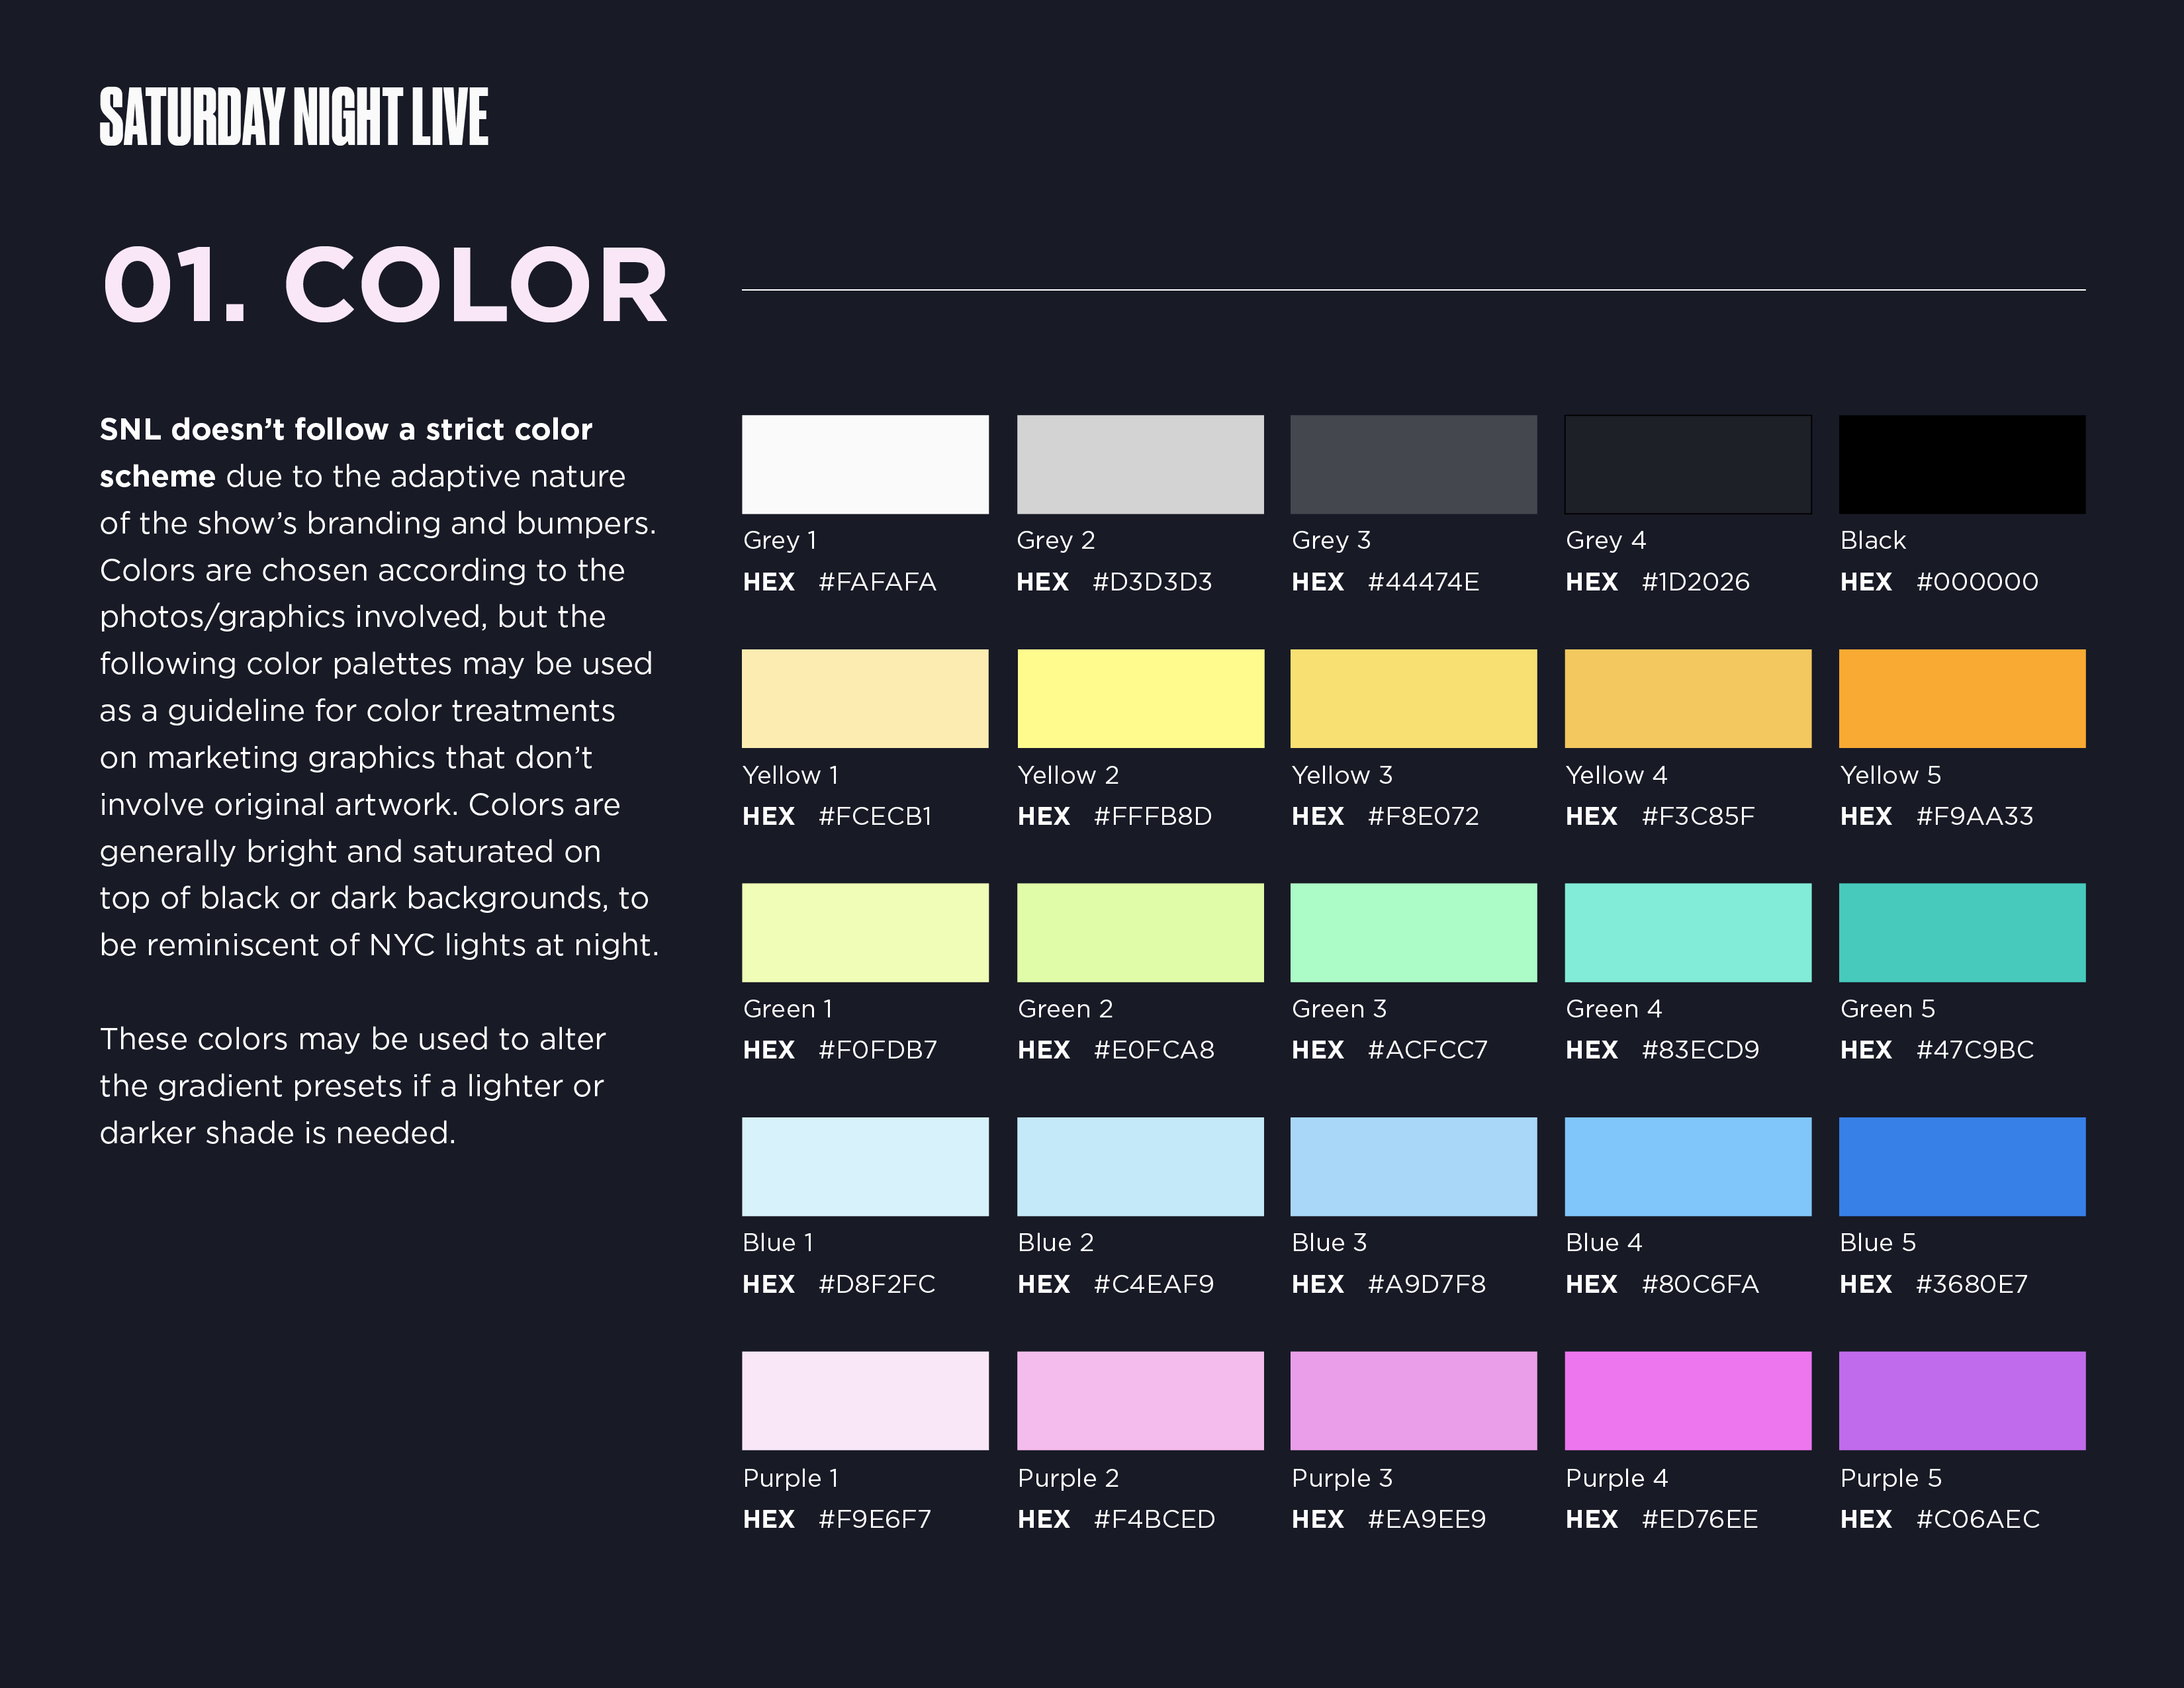 SATURDAY NIGHT LIVE
01. COLOR
SNL doesn’t follow a strict color
scheme due to the adaptive nature
of the show’s branding and bumpers.
Colors are chosen according to the
photos/graphics involved, but the
following color palettes may be used
as a guideline for color treatments
on marketing graphics that don’t
involve original artwork. Colors are
generally bright and saturated on
top of black or dark backgrounds, to
be reminiscent of NYC lights at night.
These colors may be used to alter
the gradient presets if a lighter or
darker shade is needed.
Grey 1
HEX #FAFAFA
Grey 2
HEX #D3D3D3
Grey 3
HEX #44474E
Grey 4
HEX #1D2026
Black
HEX #000000
Yellow 1
HEX #FCECB1
Yellow 2
HEX #FFFB8D
Yellow 3
HEX #F8E072
Yellow 4
HEX #F3C85F
Yellow 5
HEX #F9AA33
Green 1
HEX #F0FDB7
Green 2
HEX #E0FCA8
Green 3
HEX #ACFCC7
Green 4
HEX #83ECD9
Green 5
HEX #47C9BC
Blue 1
HEX #D8F2FC
Blue 2
HEX #C4EAF9
Blue 3
HEX #A9D7F8
Blue 4
HEX #80C6FA
Blue 5
HEX #3680E7
Purple 1
HEX #F9E6F7
Purple 2
HEX #F4BCED
Purple 3
HEX #EA9EE9
Purple 4
HEX #ED76EE
Purple 5
HEX #C06AEC